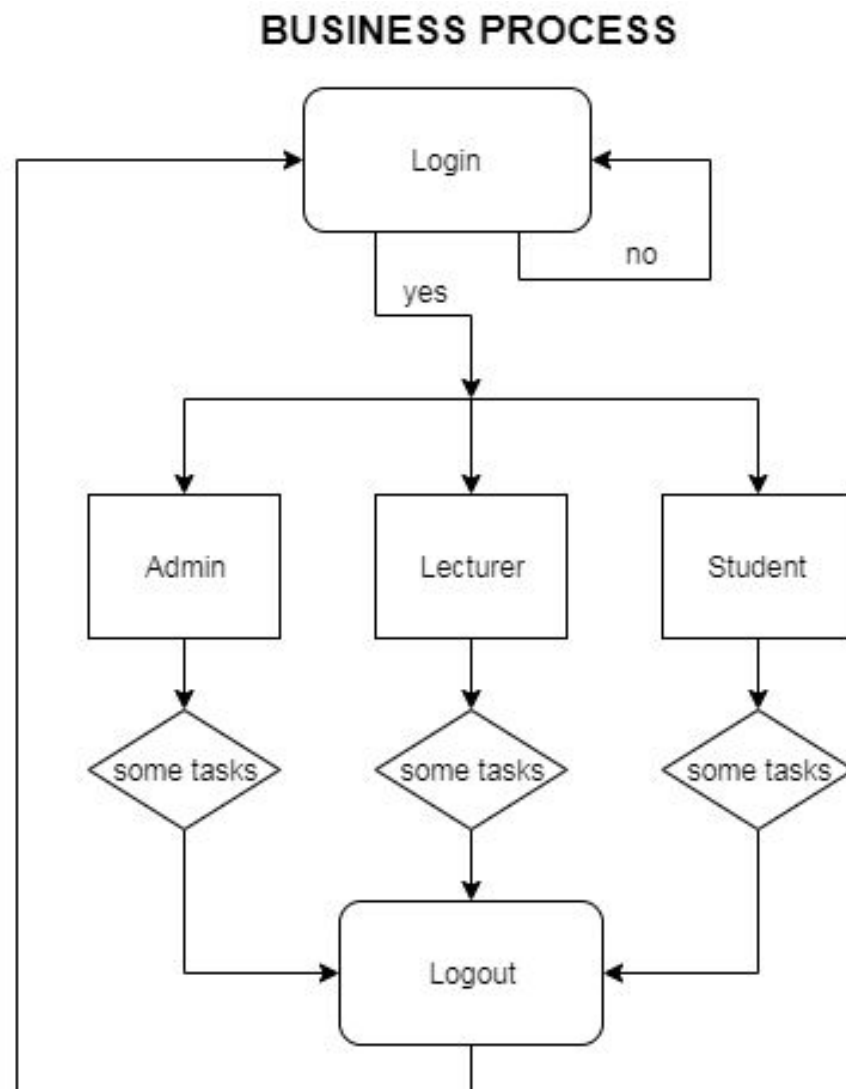 BUSINESS PROCESS
Login
no
yes
Admin
Lecturer
Student
some tasks
some tasks
some tasks
Logout